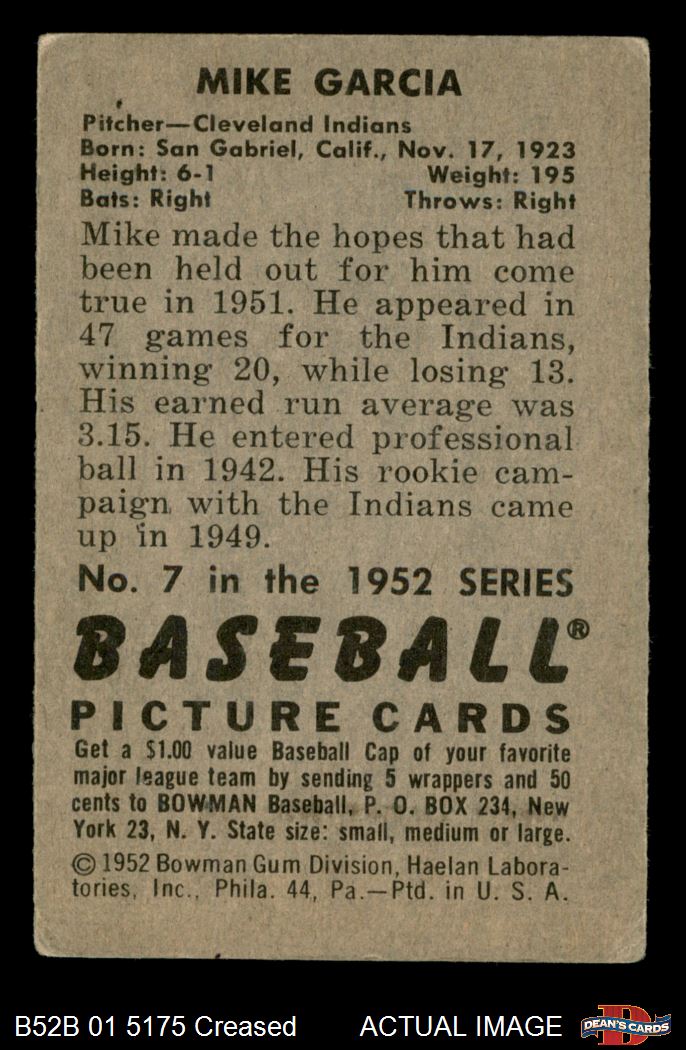 MIKE GARCIA
Pitcher—Cleveland Indians
Born: San Gabriel, Calif., Nov. 17, 1923
Height: 6-1 Weight: 195
Bats: Right Throws: Right
Mike made the hopes that had
been held out for him come
true in 1951. He appeared in
47 games for the Indians,
winning 20, while losing 13.
His earned run average was
3.15. He entered professional
ball in 1942. His rookie cam-
paign with the Indians came
up in 1949.
No. 7 in the 1952 SERIES
BASEBALL®
PICTURE CARDS
Get a $1.00 value Baseball Cap of your favorite
major league team by sending 5 wrappers and 50
cents to BOWMAN Baseball, P. O. BOX 234, New
York 23, N. Y. State size: small, medium or large.
© 1952 Bowman Gum Division, Haelan Labora-
tories, Inc., Phila. 44, Pa.—Ptd. in U. S. A.
B52B 01 5175 Creased ACTUAL IMAGE D DEAN'S CARDS